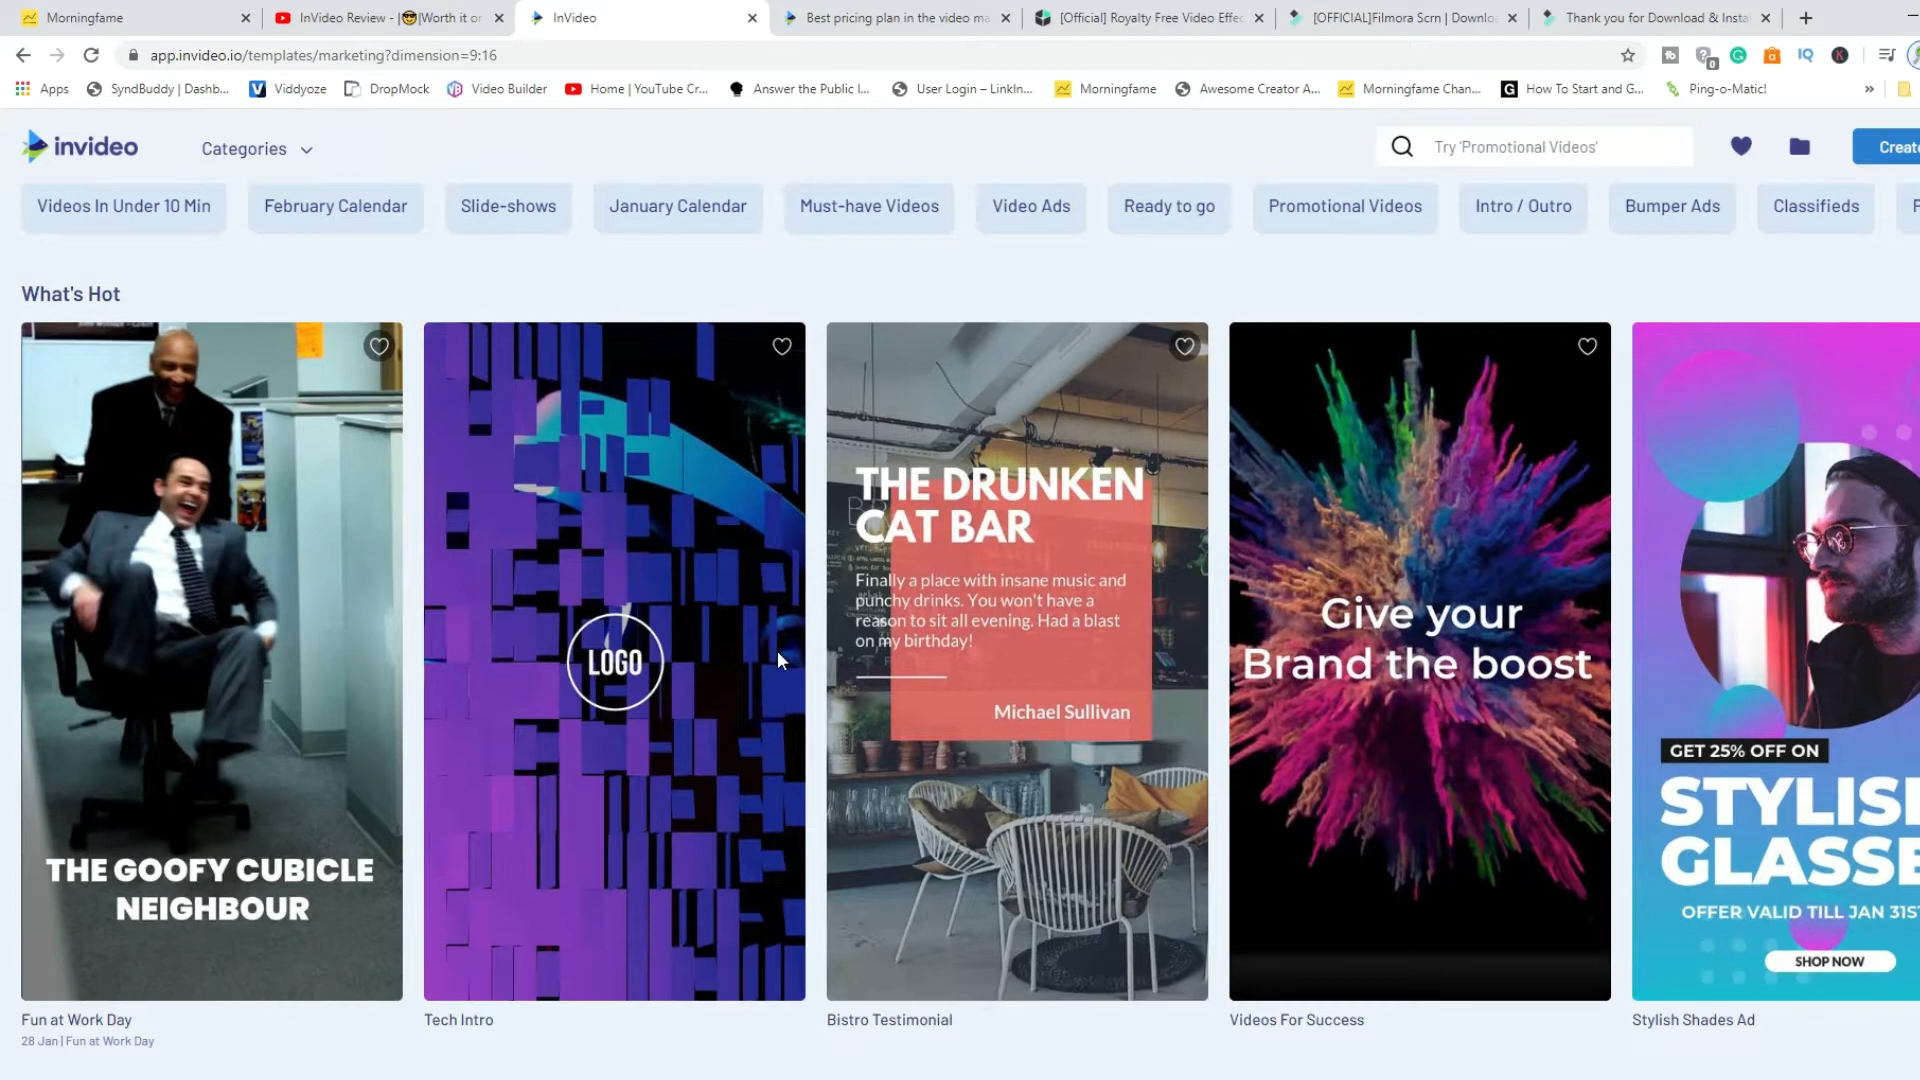 Morningfame
InVideo Review - |😎|Worth it or
InVideo
Best pricing plan in the video ma
[Official] Royalty Free Video Effec
[OFFICIAL]Filmora Scrn | Downlo
Thank you for Download & Insta
app.invideo.io/templates/marketing?dimension=9:16
Apps
SyndBuddy | Dashb...
Viddyoze
DropMock
Video Builder
Home | YouTube Cr...
Answer the Public I...
User Login – LinkIn...
Morningfame
Awesome Creator A...
Morningfame Chan...
How To Start and G...
Ping-o-Matic!
invideo
Categories
Try 'Promotional Videos'
Create
Videos In Under 10 Min
February Calendar
Slide-shows
January Calendar
Must-have Videos
Video Ads
Ready to go
Promotional Videos
Intro / Outro
Bumper Ads
Classifieds
What's Hot
THE GOOFY CUBICLE
NEIGHBOUR
LOGO
THE DRUNKEN
CAT BAR
Finally a place with insane music and
punchy drinks. You won't have a
reason to sit all evening. Had a blast
on my birthday!
Michael Sullivan
Give your
Brand the boost
GET 25% OFF ON
STYLISH
GLASSE
OFFER VALID TILL JAN 31ST
SHOP NOW
Fun at Work Day
28 Jan | Fun at Work Day
Tech Intro
Bistro Testimonial
Videos For Success
Stylish Shades Ad